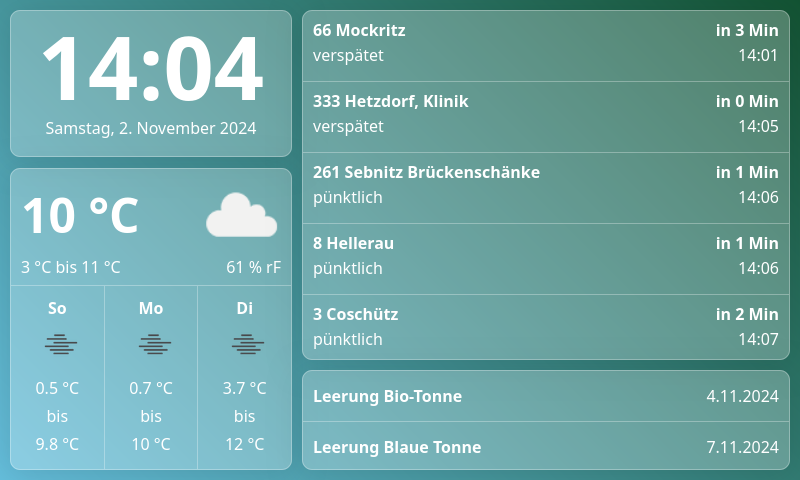 14:04
Samstag, 2. November 2024
10 °C
3 °C bis 11 °C 61 % rF
So Mo Di
0.5 °C 0.7 °C 3.7 °C
bis bis bis
9.8 °C 10 °C 12 °C
66 Mockritz in 3 Min
verspätet 14:01
333 Hetzdorf, Klinik in 0 Min
verspätet 14:05
261 Sebnitz Brückenschänke in 1 Min
pünktlich 14:06
8 Hellerau in 1 Min
pünktlich 14:06
3 Coschütz in 2 Min
pünktlich 14:07
Leerung Bio-Tonne 4.11.2024
Leerung Blaue Tonne 7.11.2024